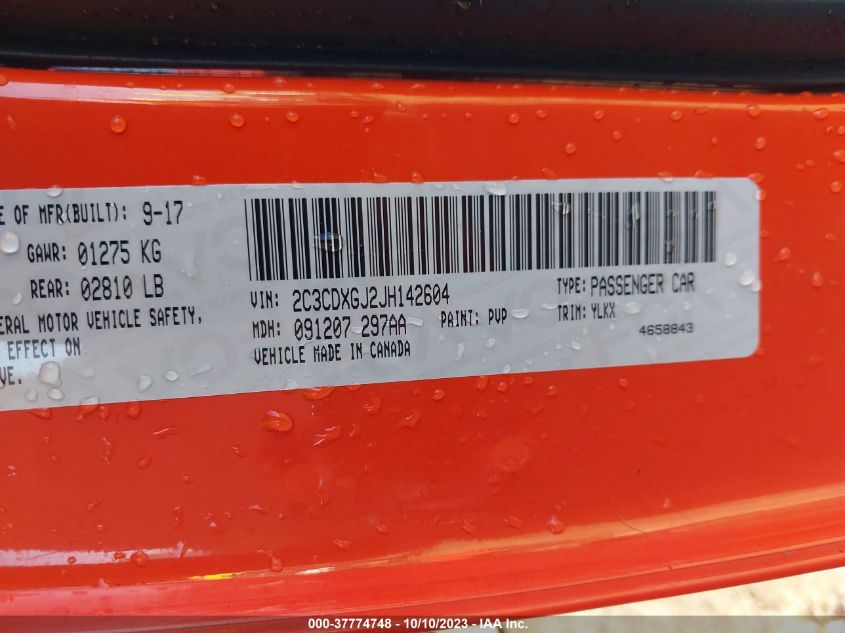 E OF MFR(BUILT): 9-17
GAWR: 01275 KG
REAR: 02810 LB
ERAL MOTOR VEHICLE SAFETY,
EFFECT ON
VE.
VIN: 2C3CDXGJ2JH142604
TYPE: PASSENGER CAR
MDH: 091207 297AA PAINT: PVP
TRIM: YLKX
VEHICLE MADE IN CANADA
4658843
000-37774748 - 10/10/2023 - IAA Inc.